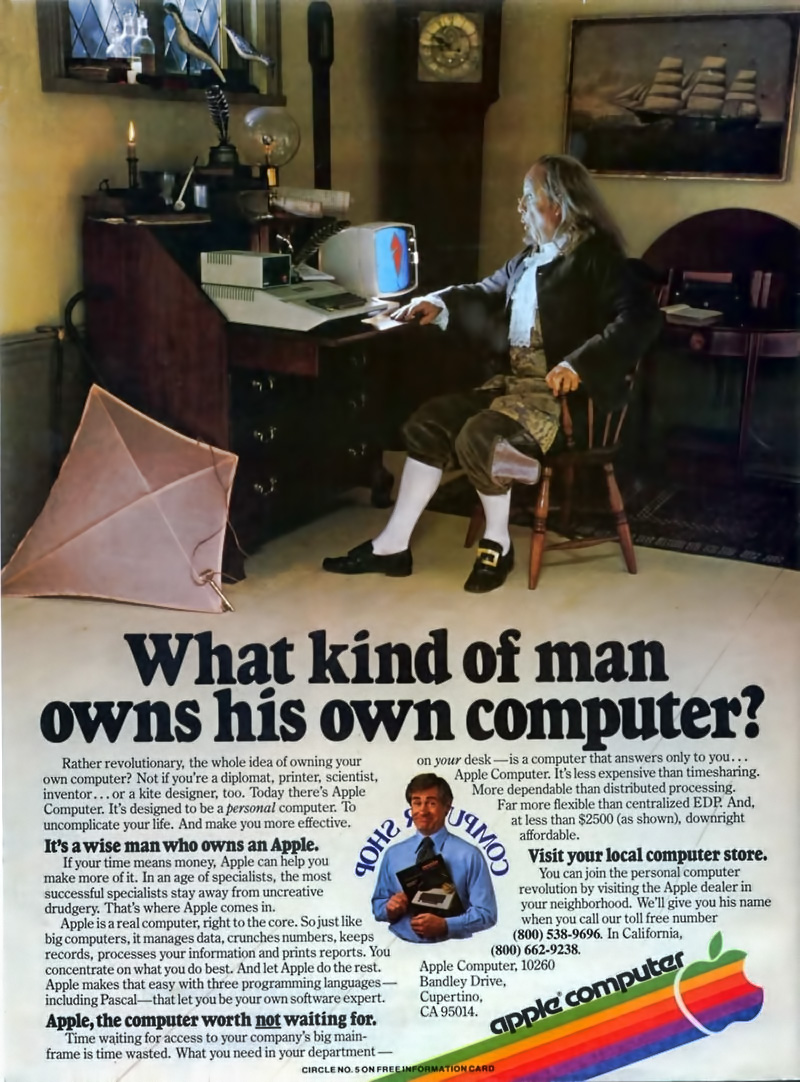 What kind of man
owns his own computer?
Rather revolutionary, the whole idea of owning your
own computer? Not if you're a diplomat, printer, scientist,
inventor...or a kite designer, too. Today there's Apple
Computer. It's designed to be a personal computer. To
uncomplicate your life. And make you more effective.
It's a wise man who owns an Apple.
If your time means money, Apple can help you
make more of it. In an age of specialists, the most
successful specialists stay away from uncreative
drudgery. That's where Apple comes in.
Apple is a real computer, right to the core. So just like
big computers, it manages data, crunches numbers, keeps
records, processes your information and prints reports. You
concentrate on what you do best. And let Apple do the rest.
Apple makes that easy with three programming languages—
including Pascal—that let you be your own software expert.
Apple, the computer worth not waiting for.
Time waiting for access to your company's big main-
frame is time wasted. What you need in your department—
on your desk—is a computer that answers only to you...
Apple Computer. It's less expensive than timesharing.
More dependable than distributed processing.
Far more flexible than centralized EDP. And,
at less than $2500 (as shown), downright
affordable.
COMPUTER SHOP
Visit your local computer store.
You can join the personal computer
revolution by visiting the Apple dealer in
your neighborhood. We'll give you his name
when you call our toll free number
(800) 538-9696. In California,
(800) 662-9238.
Apple Computer, 10260
Bandley Drive,
Cupertino,
CA 95014.
apple computer
CIRCLE NO. 5 ON FREE INFORMATION CARD